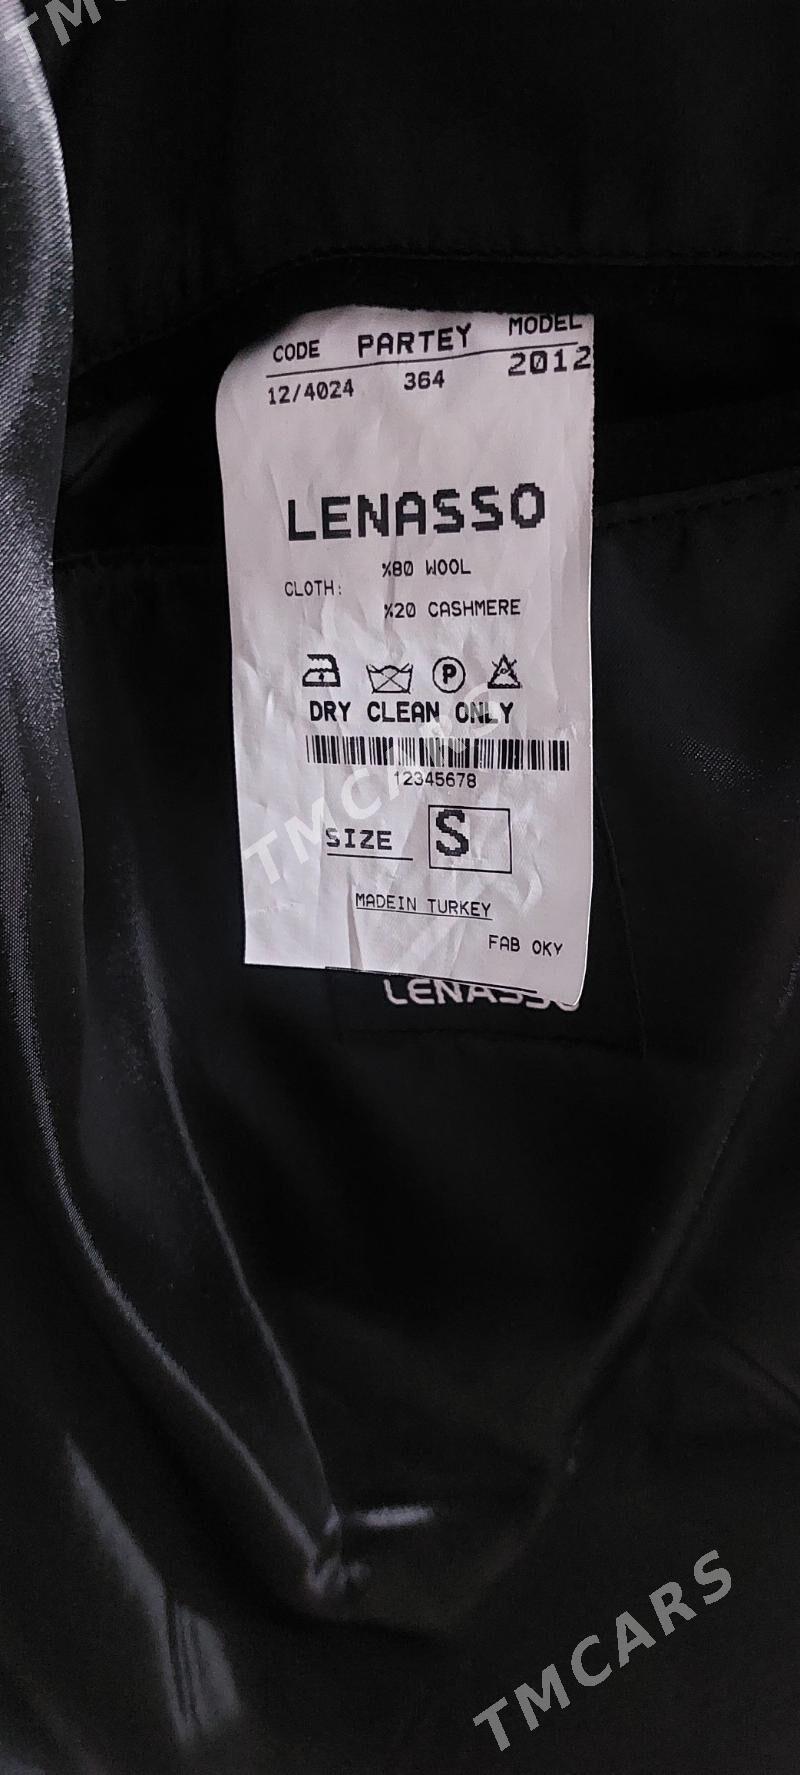 TMCARS
CODE PARTEY MODEL
12/4024 364 2012
LENASSO
CLOTH: %80 WOOL
%20 CASHMERE
P
DRY CLEAN ONLY
12345678
TMCARS
SIZE S
MADEIN TURKEY
FAB OKY
LENASSO
TMCARS